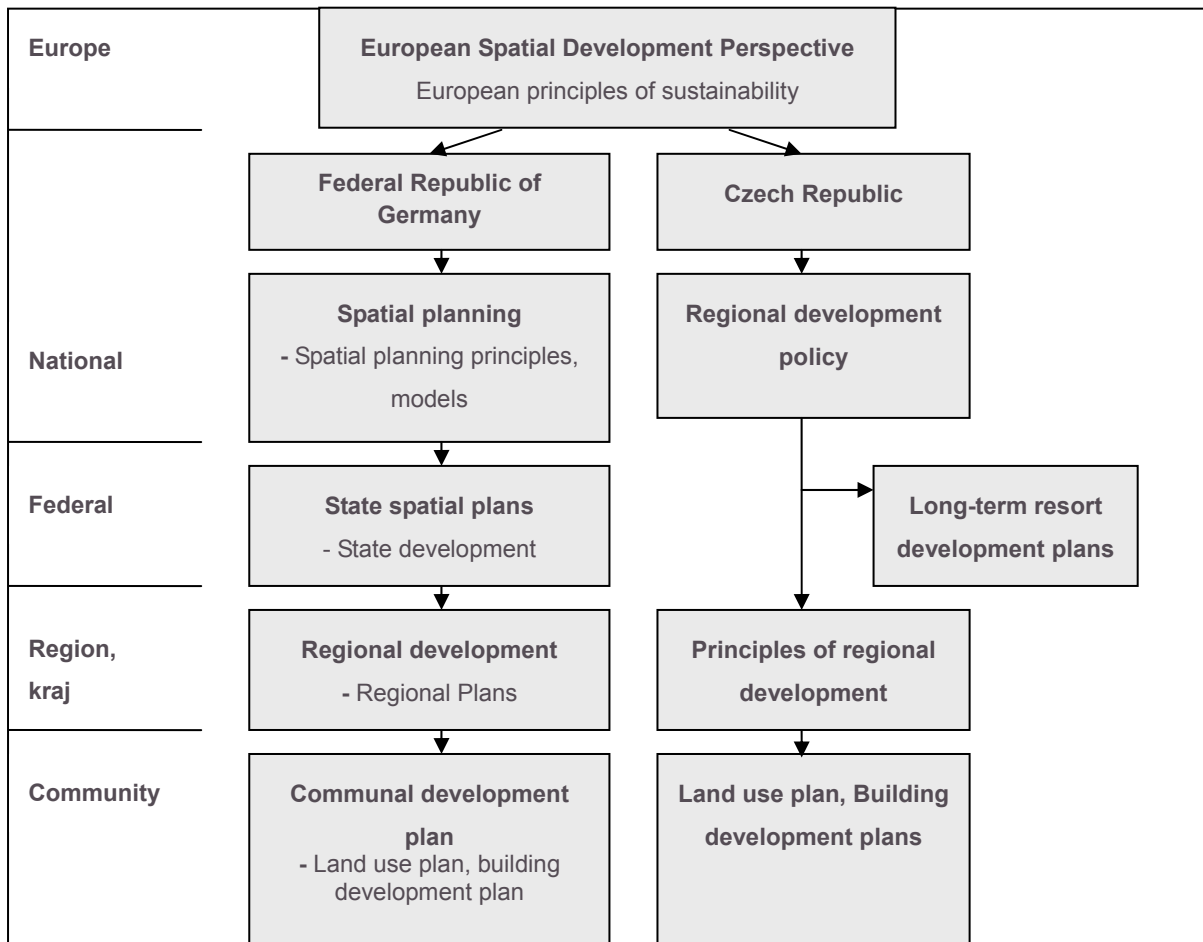 Europe
European Spatial Development Perspective
European principles of sustainability
Federal Republic of
Germany
Czech Republic
National
Spatial planning
- Spatial planning principles,
models
Regional development
policy
Federal
State spatial plans
- State development
Long-term resort
development plans
Region,
kraj
Regional development
- Regional Plans
Principles of regional
development
Community
Communal development
plan
- Land use plan, building
development plan
Land use plan, Building
development plans